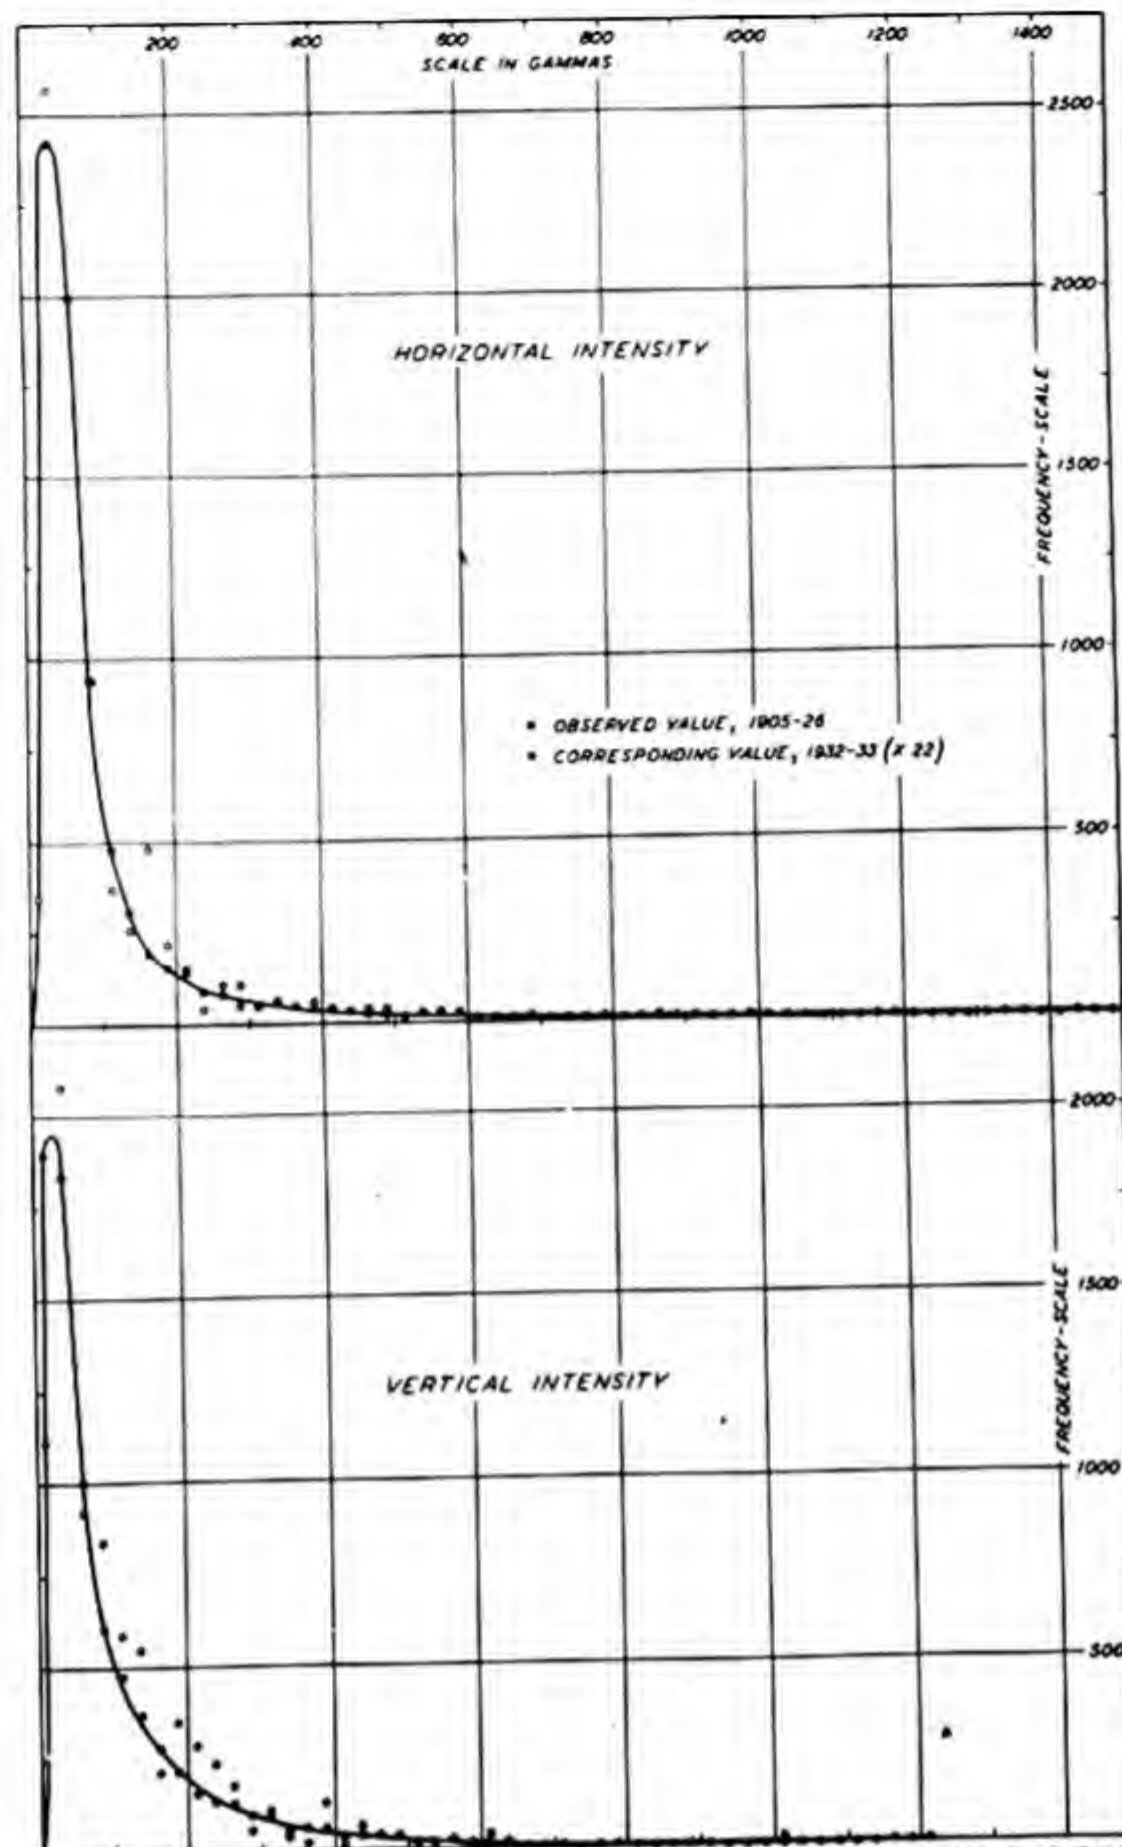 200 400 600 800 1000 1200 1400
SCALE IN GAMMAS
2500
2000
HORIZONTAL INTENSITY
FREQUENCY-SCALE
1500
1000
• OBSERVED VALUE, 1905-26
• CORRESPONDING VALUE, 1932-33 (X 22)
500
2000
1500
VERTICAL INTENSITY
FREQUENCY-SCALE
1000
500